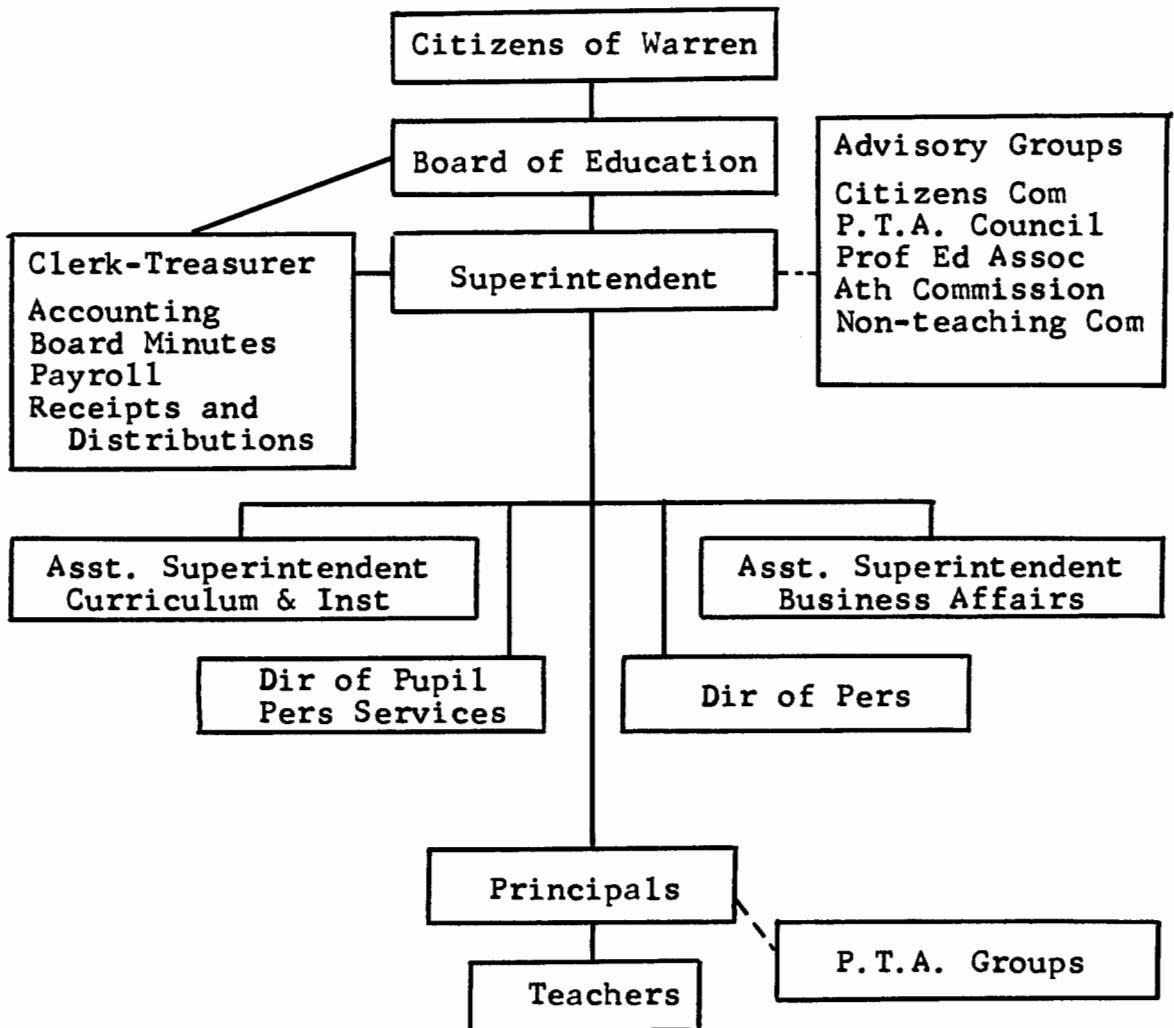 Citizens of Warren
Board of Education
Advisory Groups
Citizens Com
P.T.A. Council
Prof Ed Assoc
Ath Commission
Non-teaching Com
Clerk-Treasurer
Accounting
Board Minutes
Payroll
Receipts and
Distributions
Superintendent
Asst. Superintendent
Curriculum & Inst
Asst. Superintendent
Business Affairs
Dir of Pupil
Pers Services
Dir of Pers
Principals
P.T.A. Groups
Teachers